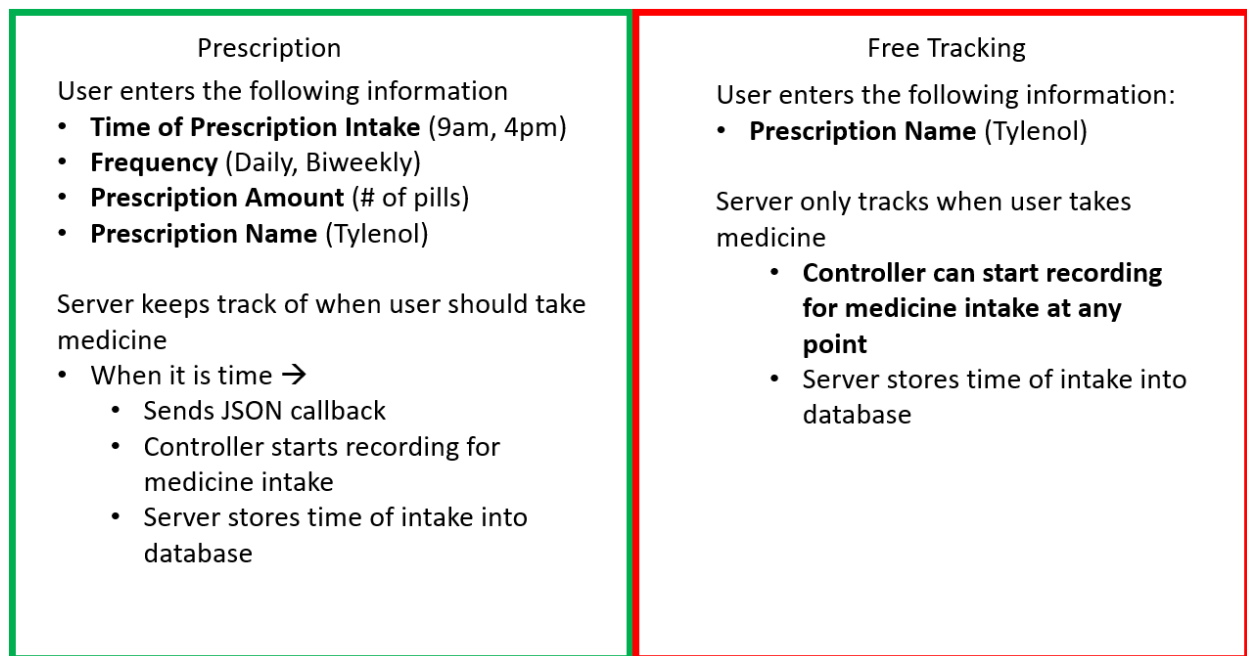 Prescription
User enters the following information
• Time of Prescription Intake (9am, 4pm)
• Frequency (Daily, Biweekly)
• Prescription Amount (# of pills)
• Prescription Name (Tylenol)
Server keeps track of when user should take
medicine
• When it is time →
• Sends JSON callback
• Controller starts recording for
medicine intake
• Server stores time of intake into
database
Free Tracking
User enters the following information:
• Prescription Name (Tylenol)
Server only tracks when user takes
medicine
• Controller can start recording
for medicine intake at any
point
• Server stores time of intake into
database